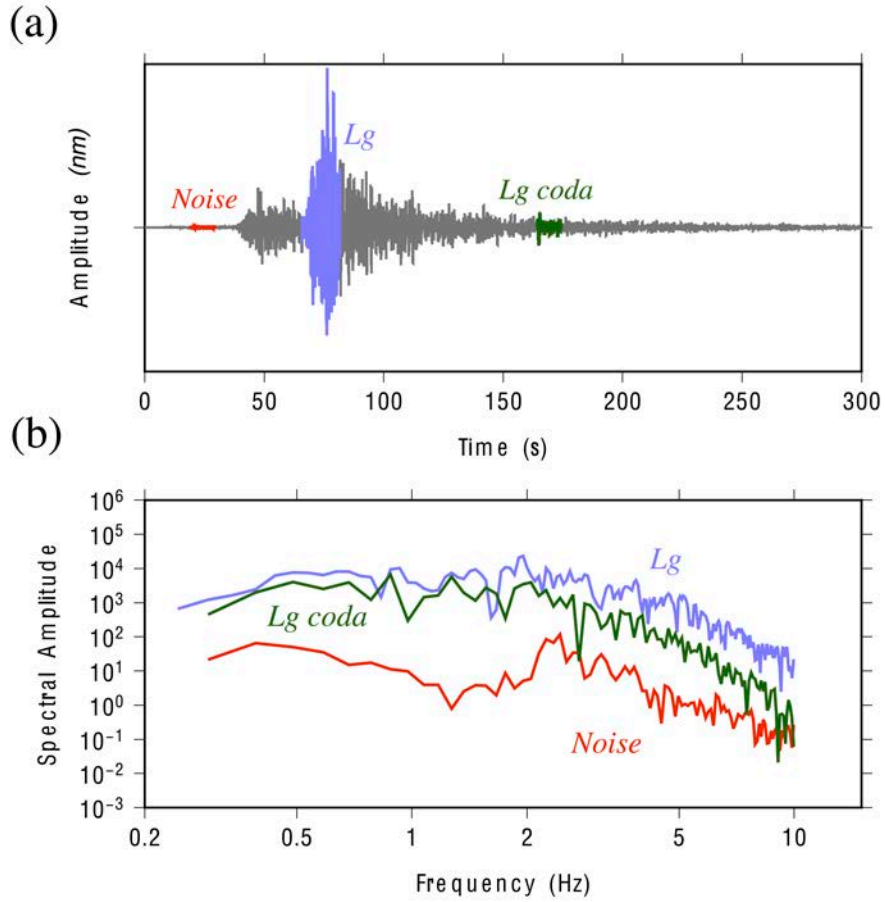 (a)
Amplitude (nm)
Noise
Lg
Lg coda
0 50 100 150 200 250 300
Time (s)
(b)
Spectral Amplitude
10^6
10^5
10^4
10^3
10^2
10^1
10^0
10^-1
10^-2
10^-3
Lg
Lg coda
Noise
0.2 0.5 1 2 5 10
Frequency (Hz)